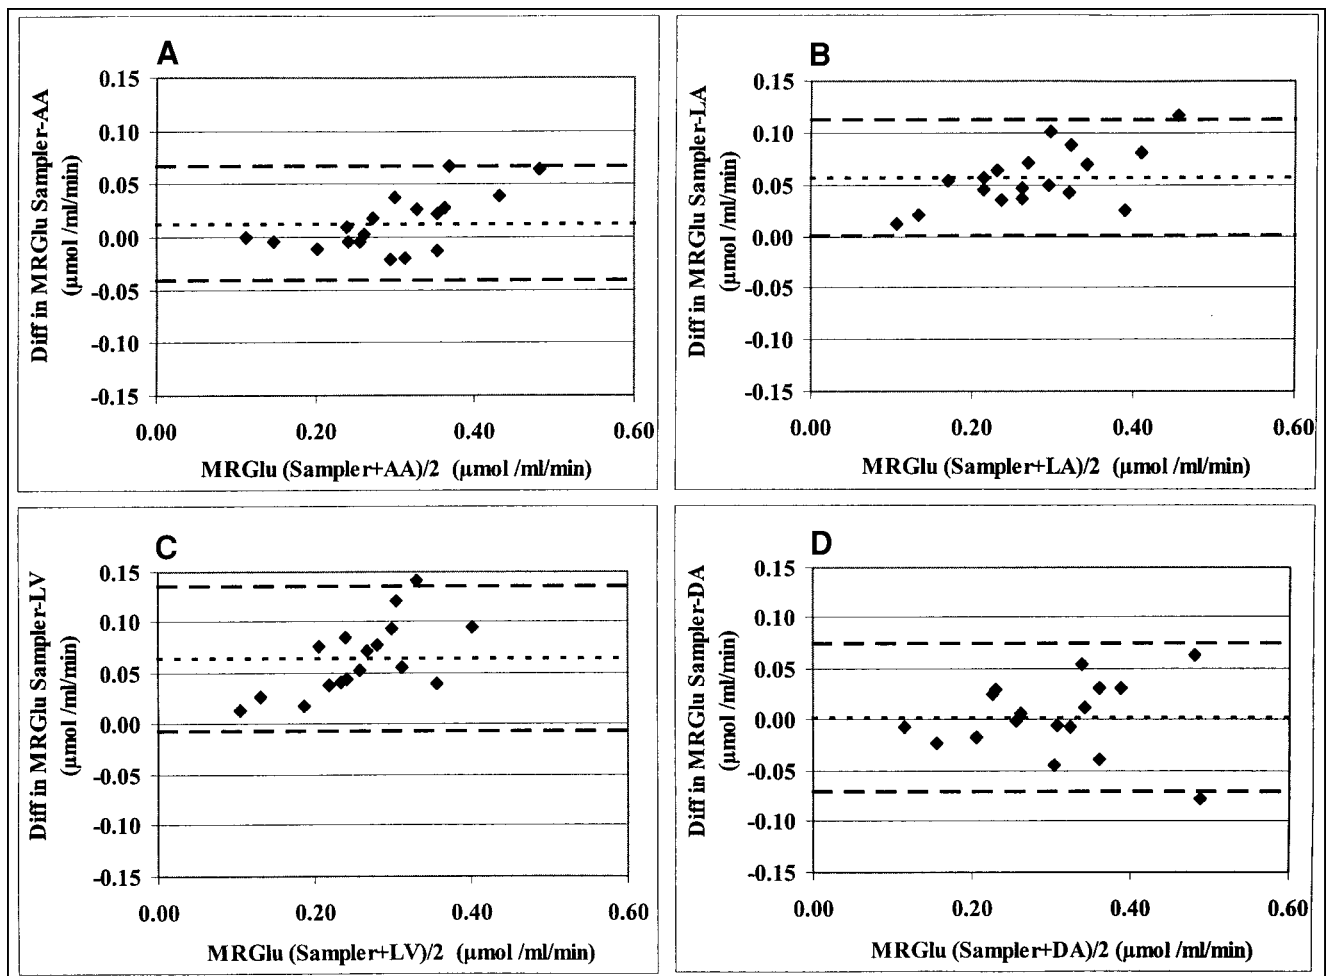 A
0.15
0.10
0.05
0.00
-0.05
-0.10
-0.15
Diff in MRGlu Sampler-AA
(μmol /ml/min)
0.00 0.20 0.40 0.60
MRGlu (Sampler+AA)/2 (μmol /ml/min)
B
0.15
0.10
0.05
0.00
-0.05
-0.10
-0.15
Diff in MRGlu Sampler-LA
(μmol /ml/min)
0.00 0.20 0.40 0.60
MRGlu (Sampler+LA)/2 (μmol /ml/min)
C
0.15
0.10
0.05
0.00
-0.05
-0.10
-0.15
Diff in MRGlu Sampler-LV
(μmol /ml/min)
0.00 0.20 0.40 0.60
MRGlu (Sampler+LV)/2 (μmol /ml/min)
D
0.15
0.10
0.05
0.00
-0.05
-0.10
-0.15
Diff in MRGlu Sampler-DA
(μmol /ml/min)
0.00 0.20 0.40 0.60
MRGlu (Sampler+DA)/2 (μmol /ml/min)